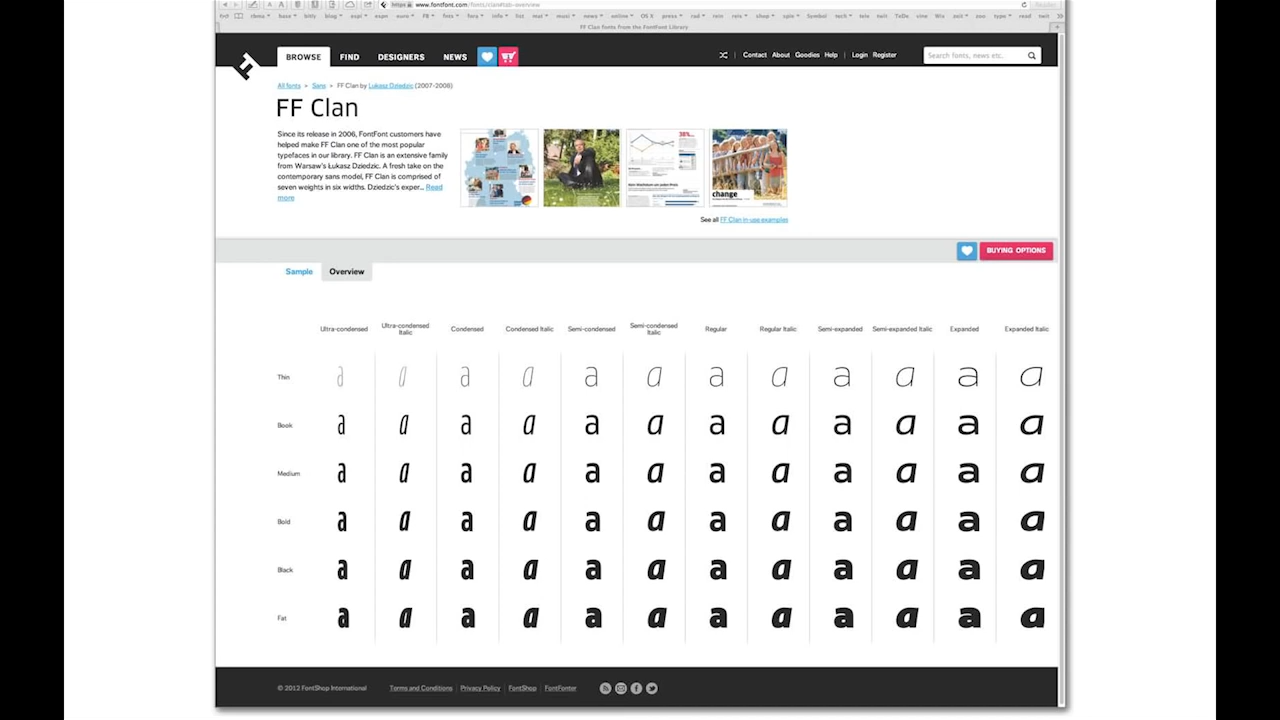 https www.fontfont.com/fonts/clan#tab-overview Reader
FF Clan fonts from the FontFont Library
BROWSE FIND DESIGNERS NEWS Contact About Goodies Help Login Register Search fonts, news etc.
All fonts > Sans > FF Clan by Lukasz Dziedzic (2007-2008)
FF Clan
Since its release in 2006, FontFont customers have
helped make FF Clan one of the most popular
typefaces in our library. FF Clan is an extensive family
from Warsaw's Łukasz Dziedzic. A fresh take on the
contemporary sans model, FF Clan is comprised of
seven weights in six widths. Dziedzic's exper... Read
more
38%
change
See all FF Clan in-use examples
BUYING OPTIONS
Sample Overview
Ultra-condensed Ultra-condensed Italic Condensed Condensed Italic Semi-condensed Semi-condensed Italic Regular Regular Italic Semi-expanded Semi-expanded Italic Expanded Expanded Italic
Thin a a a a a a a a a a a a
Book a a a a a a a a a a a a
Medium a a a a a a a a a a a a
Bold a a a a a a a a a a a a
Black a a a a a a a a a a a a
Fat a a a a a a a a a a a a
© 2012 FontShop International Terms and Conditions Privacy Policy FontShop FontFonter